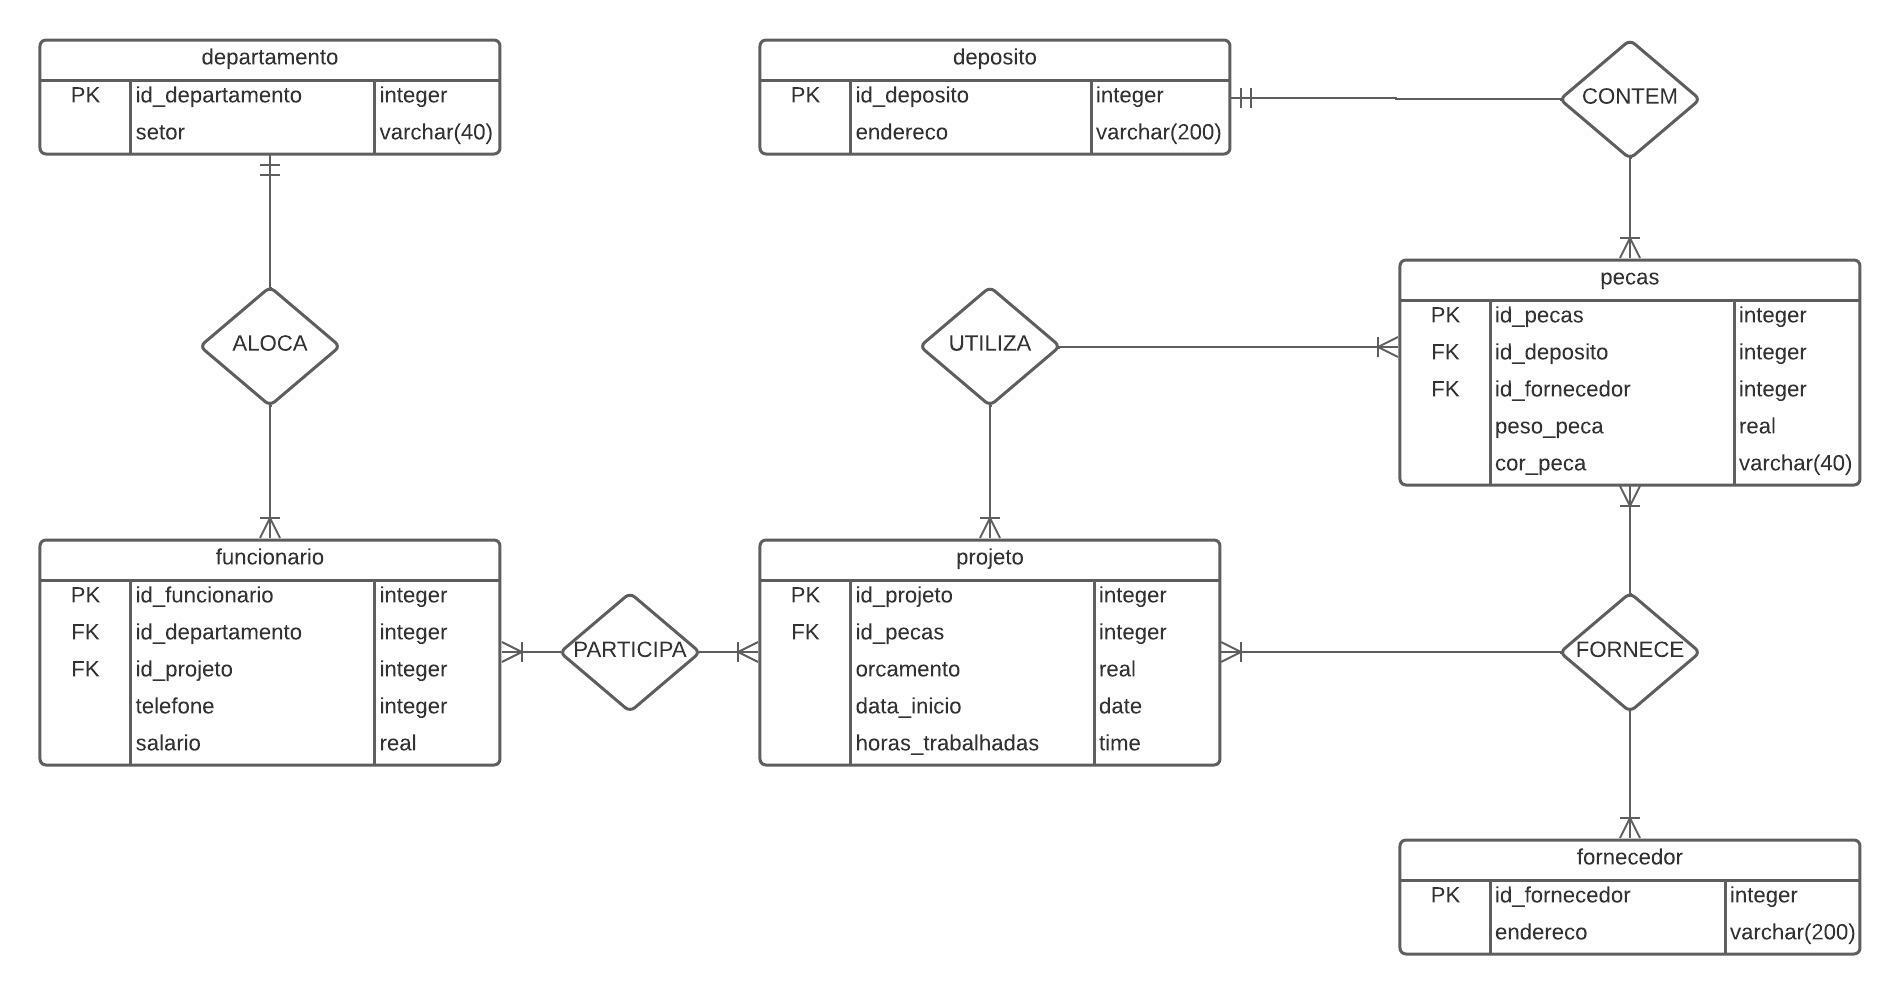 departamento
PK id_departamento integer
setor varchar(40)
deposito
PK id_deposito integer
endereco varchar(200)
CONTEM
pecas
PK id_pecas integer
FK id_deposito integer
FK id_fornecedor integer
peso_peca real
cor_peca varchar(40)
ALOCA
UTILIZA
funcionario
PK id_funcionario integer
FK id_departamento integer
FK id_projeto integer
telefone integer
salario real
PARTICIPA
projeto
PK id_projeto integer
FK id_pecas integer
orcamento real
data_inicio date
horas_trabalhadas time
FORNECE
fornecedor
PK id_fornecedor integer
endereco varchar(200)